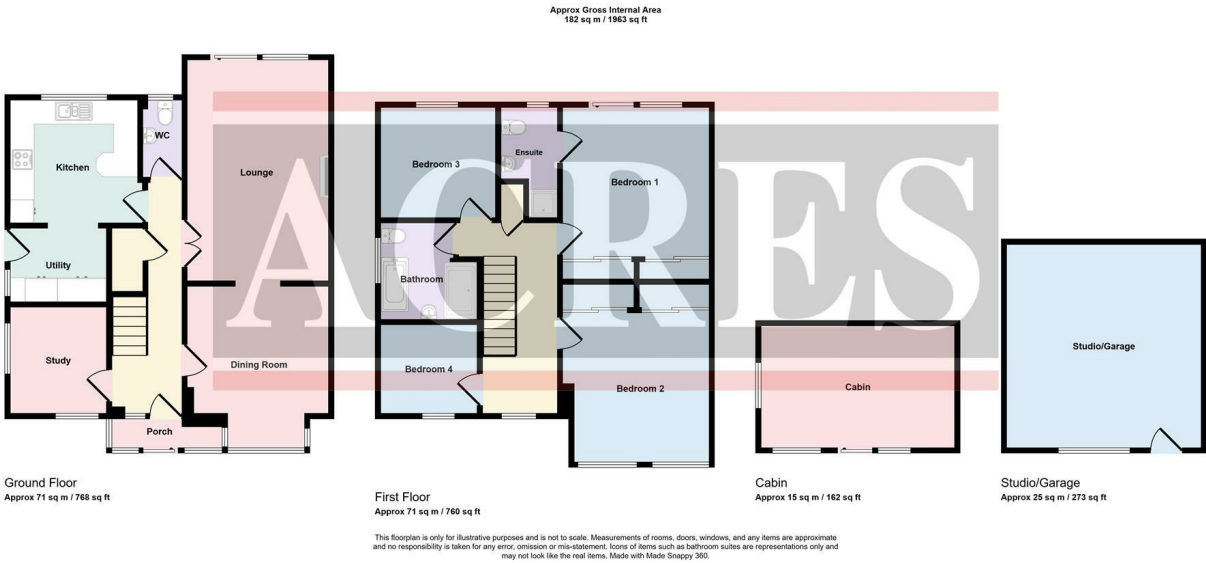 Approx Gross Internal Area
182 sq m / 1963 sq ft
WC
Kitchen
Lounge
Utility
Study
Dining Room
Porch
Ground Floor
Approx 71 sq m / 768 sq ft
Ensuite
Bedroom 3
Bedroom 1
Bathroom
Bedroom 4
Bedroom 2
First Floor
Approx 71 sq m / 760 sq ft
ACRES
Cabin
Cabin
Approx 15 sq m / 162 sq ft
Studio/Garage
Studio/Garage
Approx 25 sq m / 273 sq ft
This floorplan is only for illustrative purposes and is not to scale. Measurements of rooms, doors, windows, and any items are approximate
and no responsibility is taken for any error, omission or mis-statement. Icons of items such as bathroom suites are representations only and
may not look like the real items. Made with Made Snappy 360.